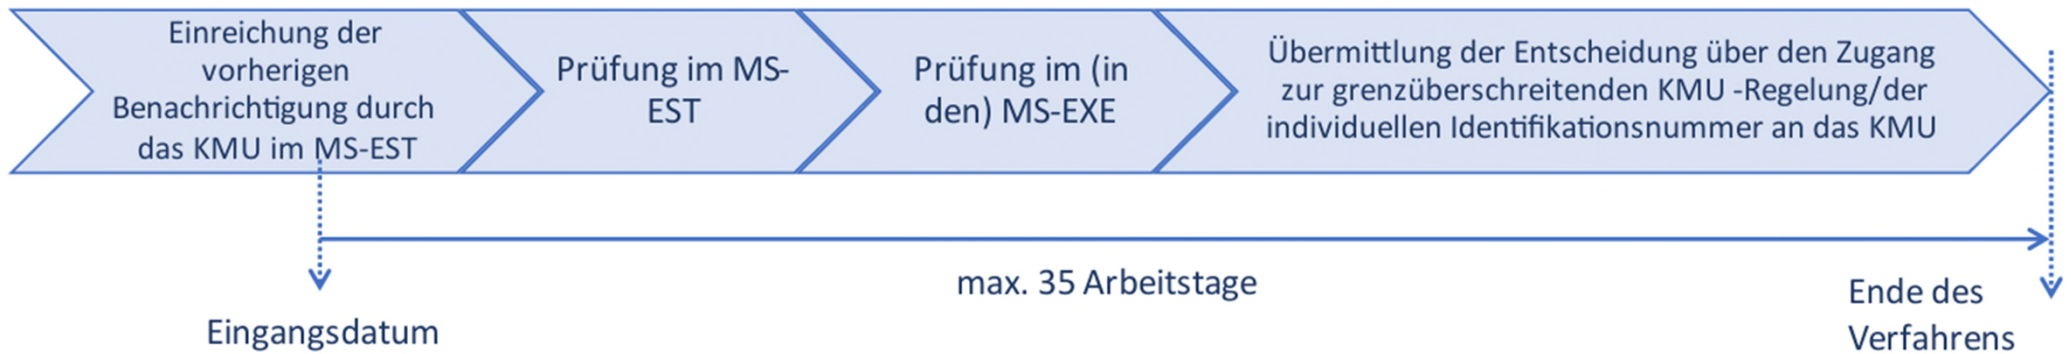 Einreichung der
vorherigen
Benachrichtigung durch
das KMU im MS-EST
Prüfung im MS-
EST
Prüfung im (in
den) MS-EXE
Übermittlung der Entscheidung über den Zugang
zur grenzüberschreitenden KMU -Regelung/der
individuellen Identifikationsnummer an das KMU
max. 35 Arbeitstage
Eingangsdatum
Ende des
Verfahrens